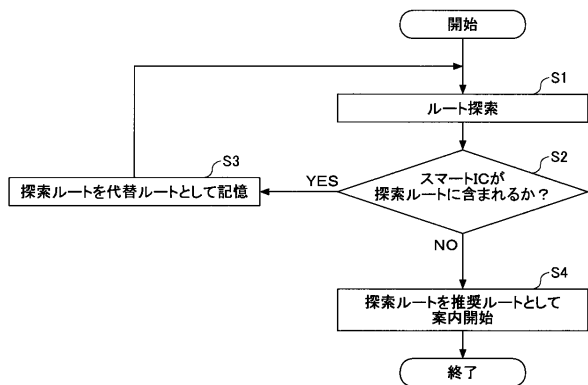 開始
S1
ルート探索
S2
スマートICが
探索ルートに含まれるか？
YES
S3
探索ルートを代替ルートとして記憶
NO
S4
探索ルートを推奨ルートとして
案内開始
終了